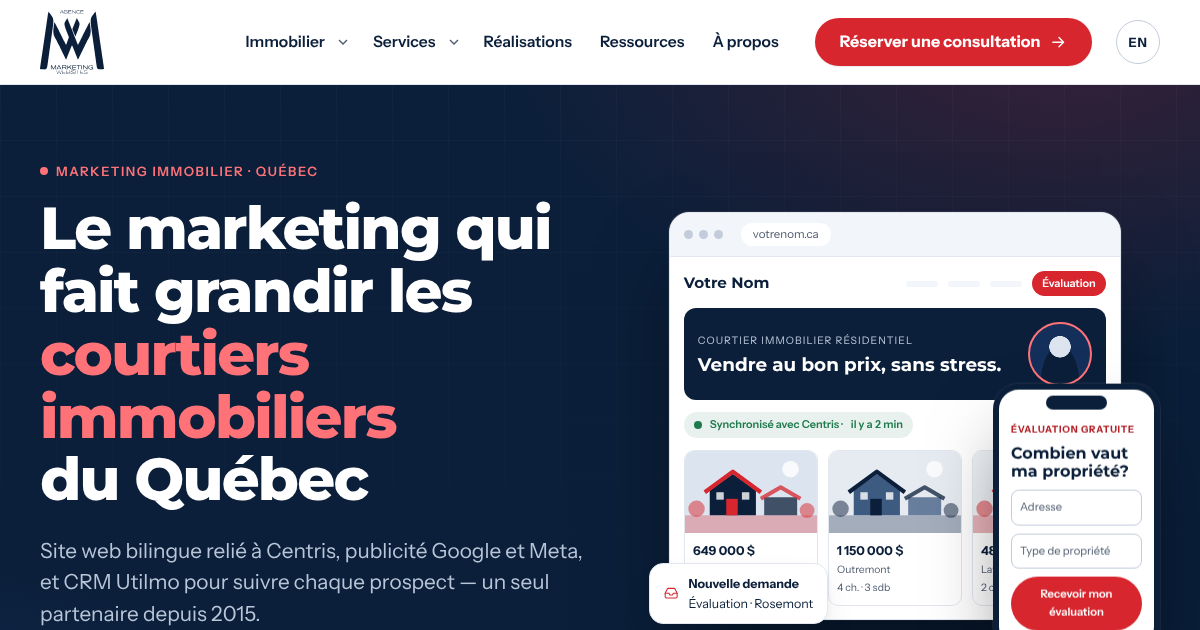 AGENCE
MARKETING
WEBSITES
Immobilier
Services
Réalisations
Ressources
À propos
Réserver une consultation →
EN
MARKETING IMMOBILIER · QUÉBEC
Le marketing qui
fait grandir les
courtiers
immobiliers
du Québec
Site web bilingue relié à Centris, publicité Google et Meta,
et CRM Utilmo pour suivre chaque prospect — un seul
partenaire depuis 2015.
votrenom.ca
Votre Nom
Évaluation
COURTIER IMMOBILIER RÉSIDENTIEL
Vendre au bon prix, sans stress.
Synchronisé avec Centris · il y a 2 min
649 000 $
1 150 000 $
Outremont
4 ch. · 3 sdb
Nouvelle demande
Évaluation · Rosemont
ÉVALUATION GRATUITE
Combien vaut
ma propriété?
Adresse
Type de propriété
Recevoir mon
évaluation